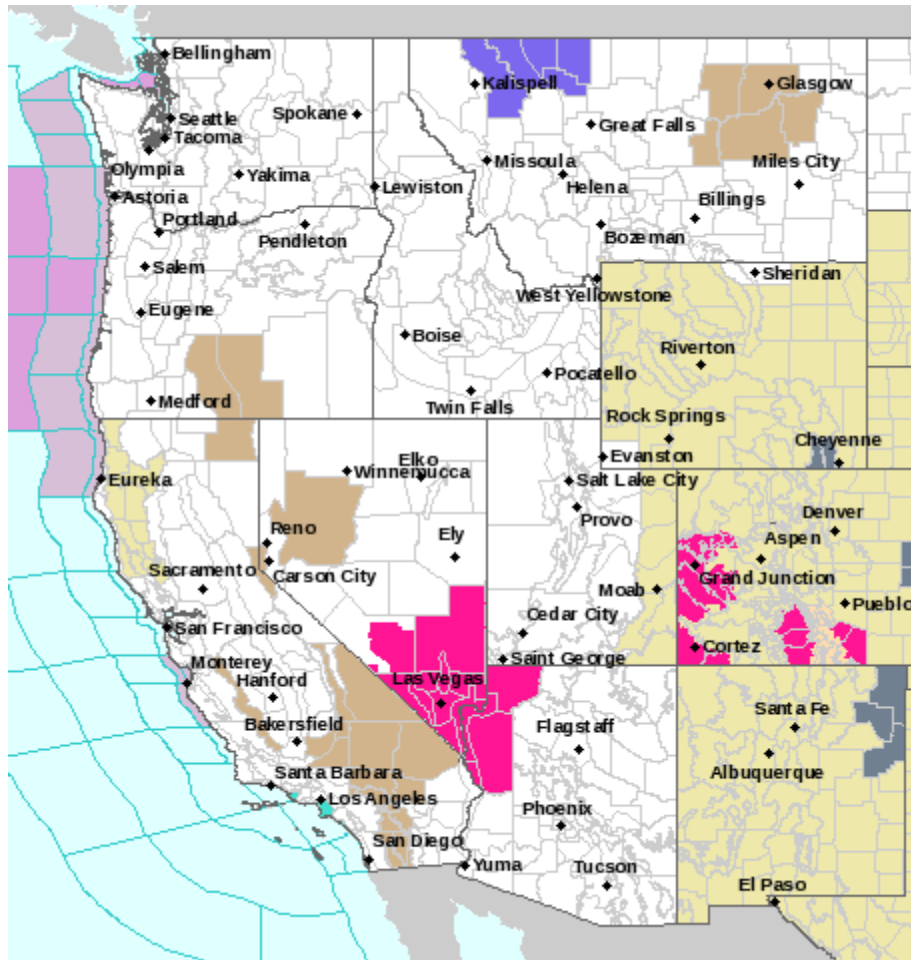 Bellingham
Kalispell
Glasgow
Seattle
Spokane
Great Falls
Tacoma
Olympia
Missoula
Miles City
Yakima
Helena
Astoria
Lewiston
Billings
Portland
Pendleton
Bozeman
Salem
Sheridan
West Yellowstone
Eugene
Boise
Riverton
Pocatello
Medford
Twin Falls
Rock Springs
Cheyenne
Elko
Evanston
Winnemucca
Eureka
Salt Lake City
Denver
Provo
Reno
Ely
Aspen
Sacramento
Carson City
Grand Junction
Moab
Pueblo
Cedar City
San Francisco
Cortez
Saint George
Monterey
Hanford
Las Vegas
Santa Fe
Bakersfield
Flagstaff
Albuquerque
Santa Barbara
Los Angeles
Phoenix
San Diego
Yuma
Tucson
El Paso